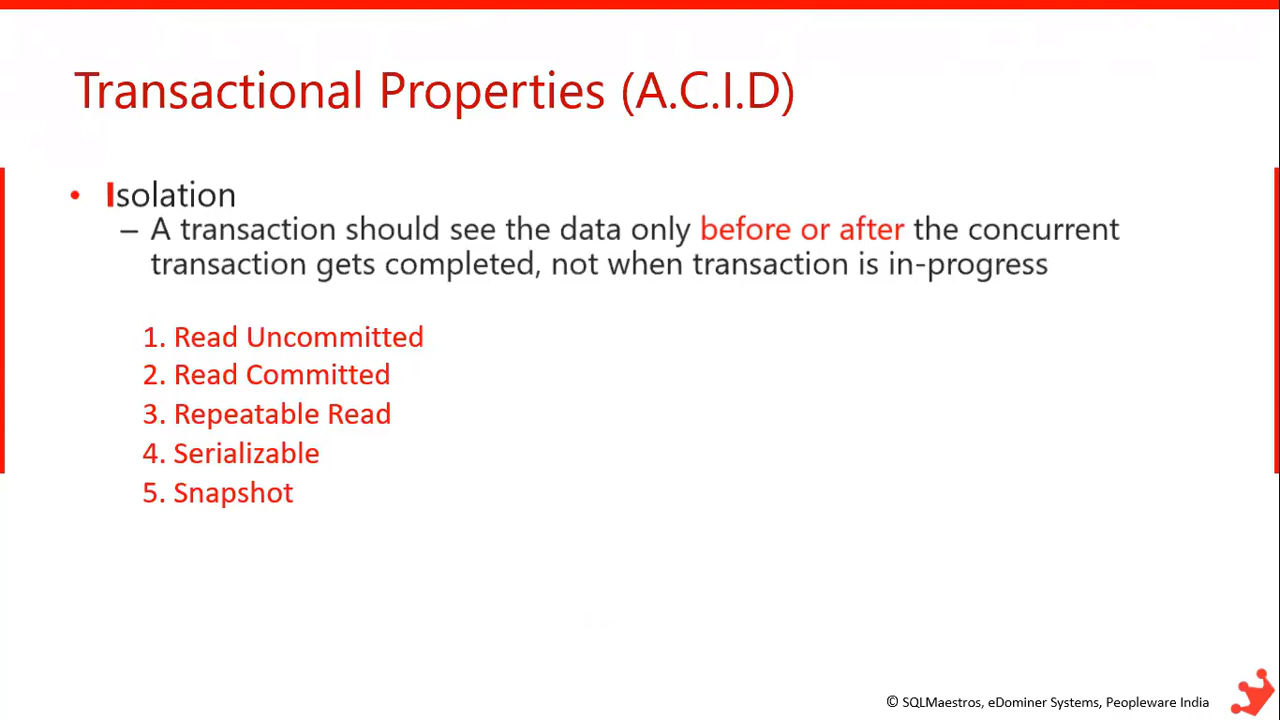 Transactional Properties (A.C.I.D)
• Isolation
– A transaction should see the data only before or after the concurrent
transaction gets completed, not when transaction is in-progress
1. Read Uncommitted
2. Read Committed
3. Repeatable Read
4. Serializable
5. Snapshot
© SQLMaestros, eDominer Systems, Peopleware India